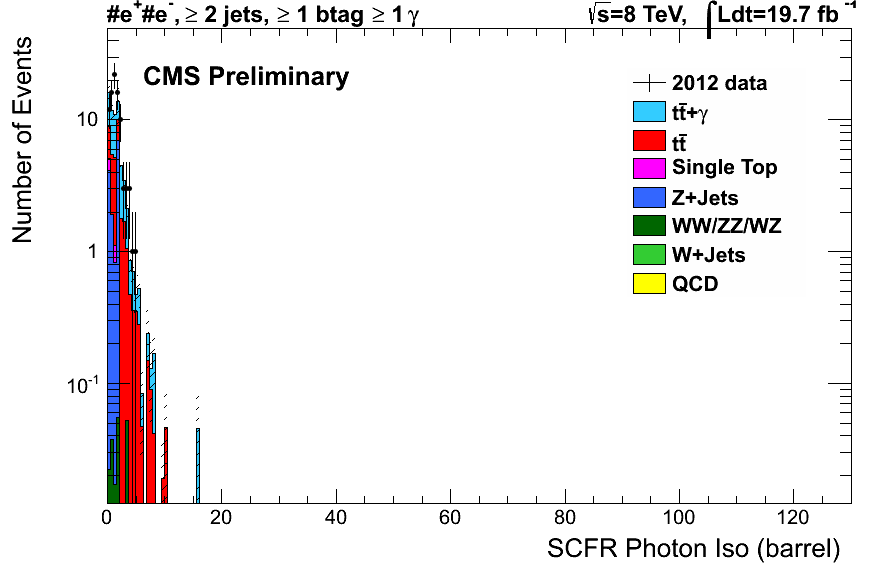 #e⁺#e⁻, ≥ 2 jets, ≥ 1 btag ≥ 1 γ
√s=8 TeV, ∫Ldt=19.7 fb⁻¹
CMS Preliminary
2012 data
tt̄+γ
tt̄
Single Top
Z+Jets
WW/ZZ/WZ
W+Jets
QCD
Number of Events
10
1
10⁻¹
0 20 40 60 80 100 120
SCFR Photon Iso (barrel)